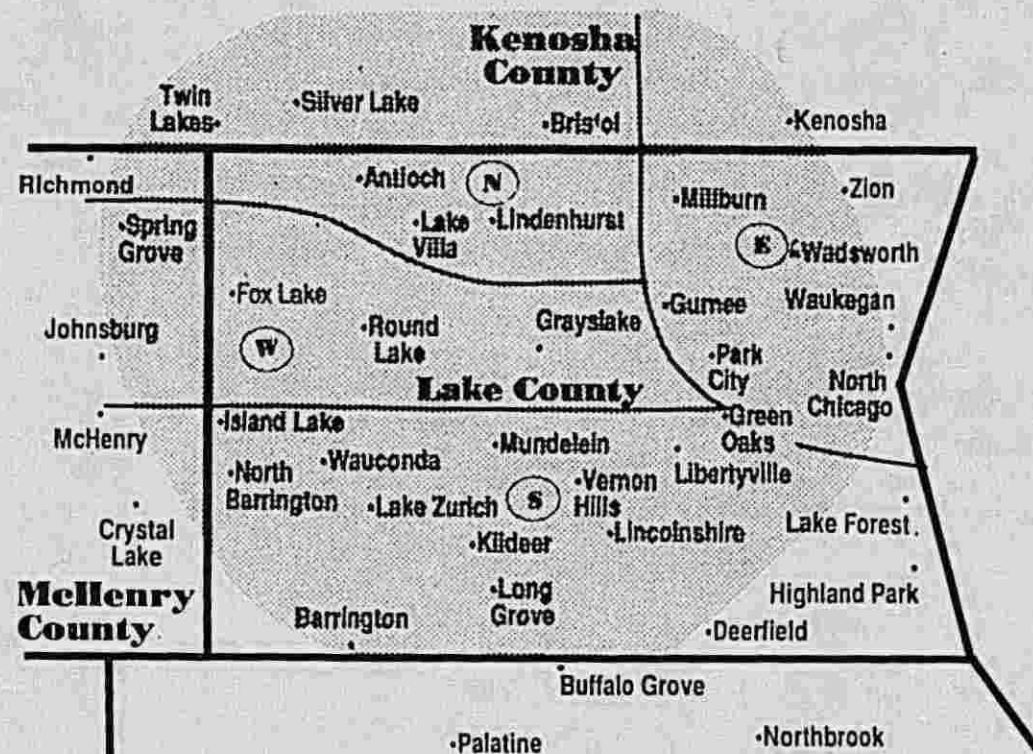 Kenosha
County
Twin
Lakes
Silver Lake
Bristol
Kenosha
Richmond
Antioch
N
Millburn
Zion
Spring
Grove
Lake
Villa
Lindenhurst
E
Wadsworth
Fox Lake
Gurnee
Waukegan
Johnsburg
W
Round
Lake
Grayslake
Park
City
North
Chicago
Lake County
McHenry
Island Lake
Mundelein
Green
Oaks
North
Barrington
Wauconda
Vernon
Hills
Libertyville
Crystal
Lake
Lake Zurich
S
Lincolnshire
Lake Forest
Kildeer
McHenry
County
Long
Grove
Highland Park
Barrington
Deerfield
Buffalo Grove
Palatine
Northbrook